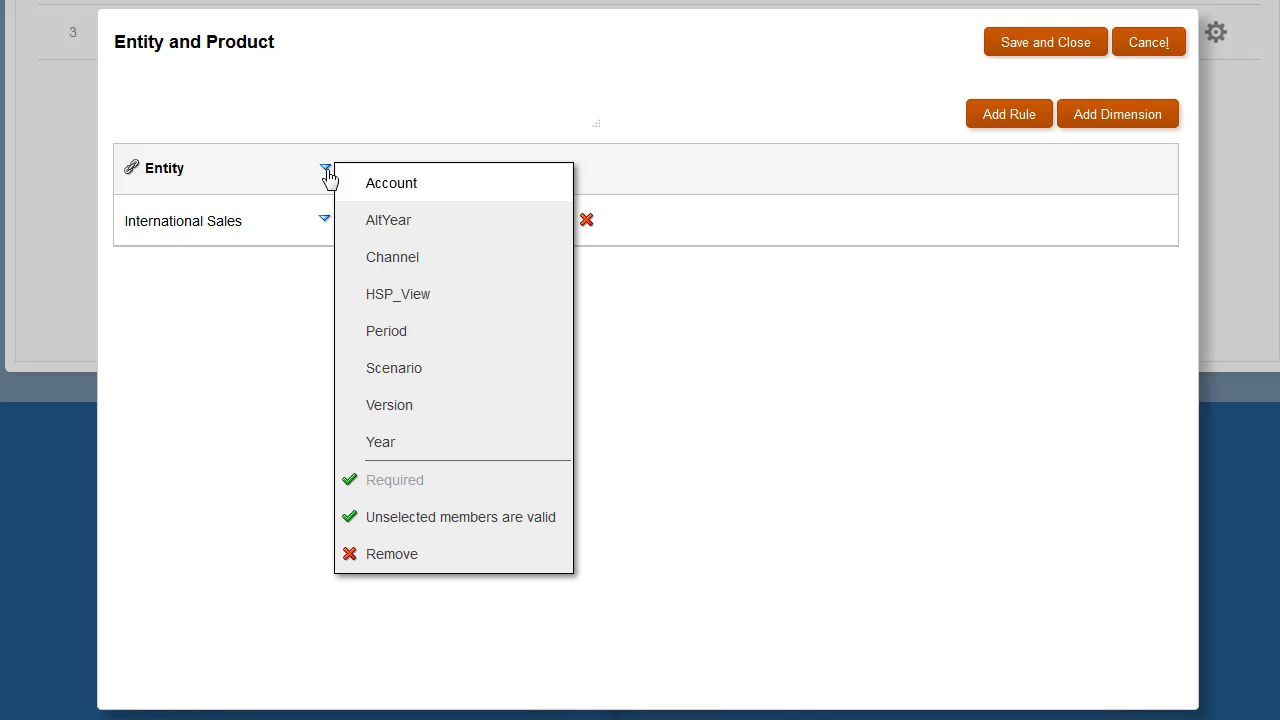 3
Entity and Product
Save and Close
Cancel
Add Rule
Add Dimension
Entity
International Sales
Account
AltYear
Channel
HSP_View
Period
Scenario
Version
Year
Required
Unselected members are valid
Remove